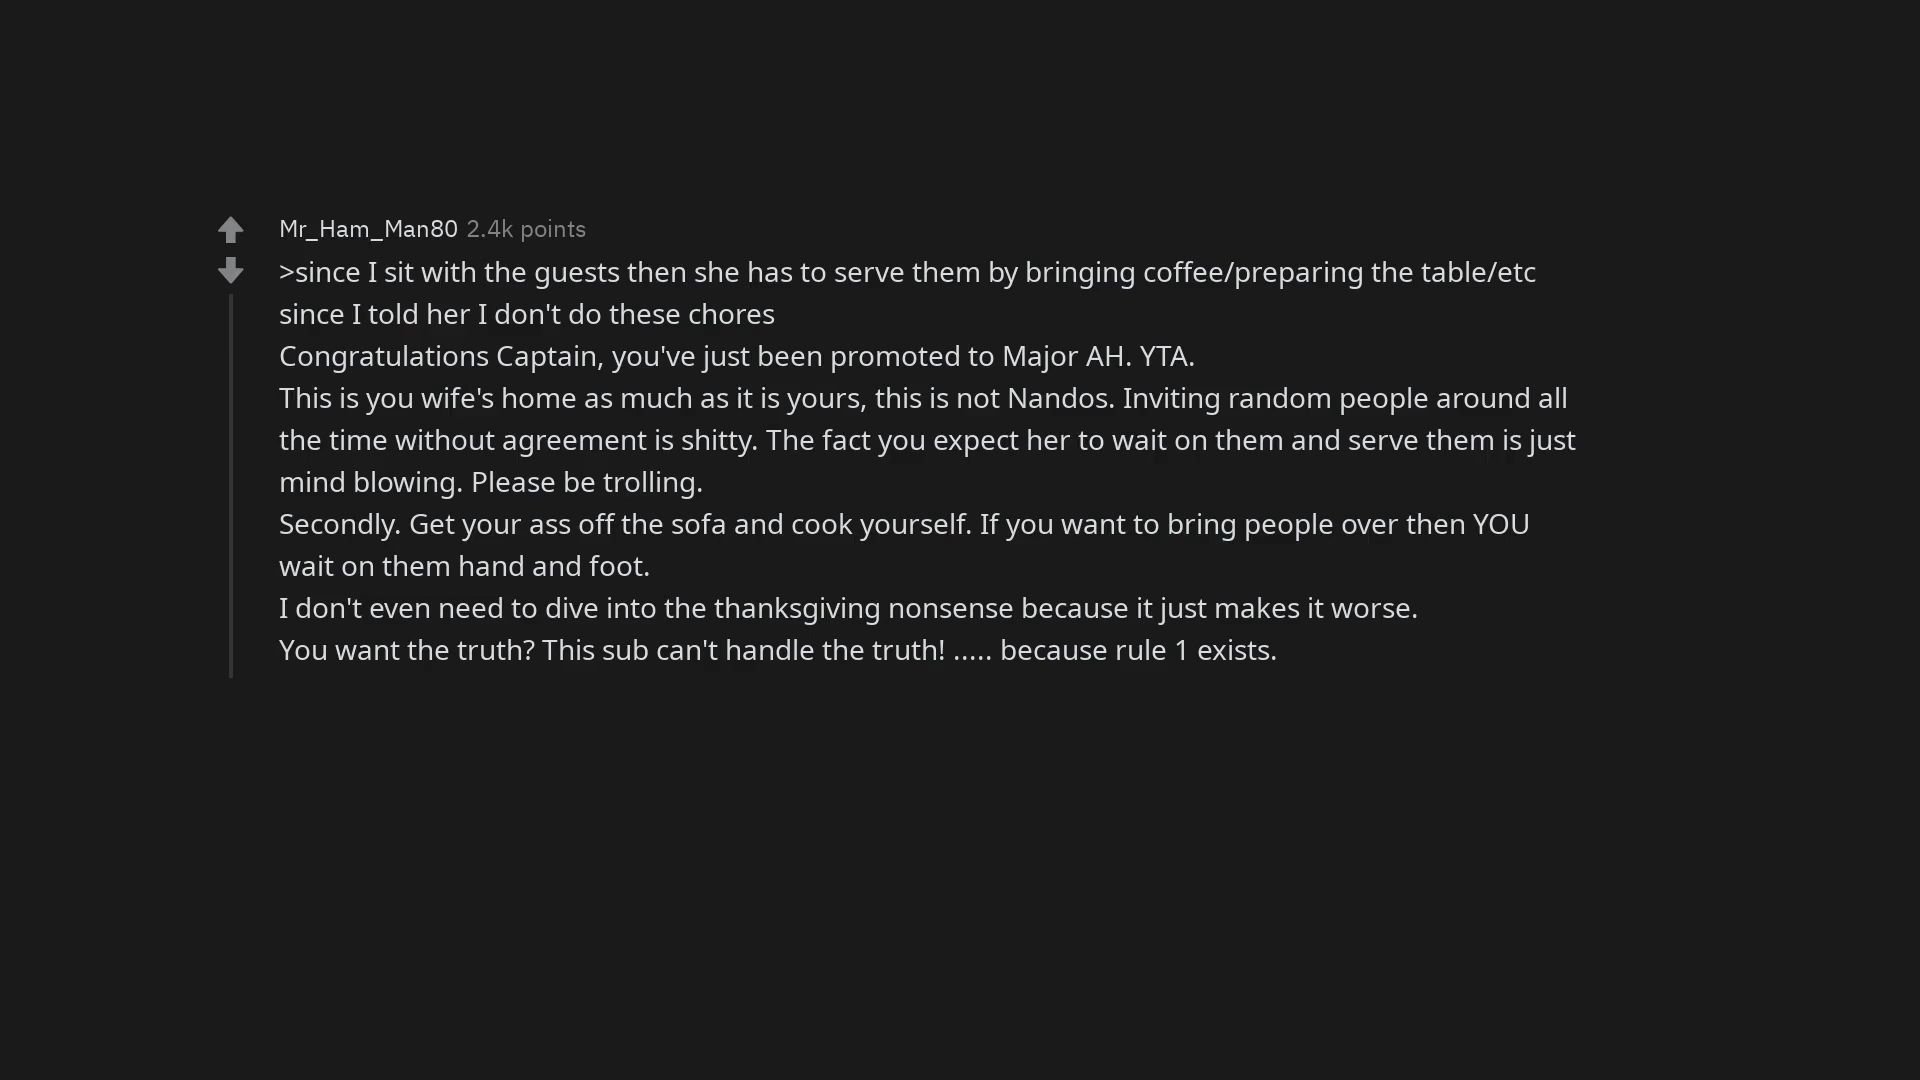 Mr_Ham_Man80 2.4k points
>since I sit with the guests then she has to serve them by bringing coffee/preparing the table/etc
since I told her I don't do these chores
Congratulations Captain, you've just been promoted to Major AH. YTA.
This is you wife's home as much as it is yours, this is not Nandos. Inviting random people around all
the time without agreement is shitty. The fact you expect her to wait on them and serve them is just
mind blowing. Please be trolling.
Secondly. Get your ass off the sofa and cook yourself. If you want to bring people over then YOU
wait on them hand and foot.
I don't even need to dive into the thanksgiving nonsense because it just makes it worse.
You want the truth? This sub can't handle the truth! ..... because rule 1 exists.